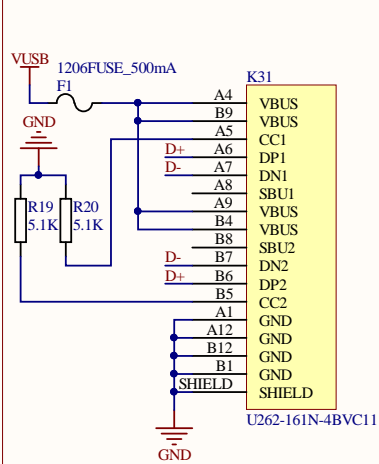 VUSB
1206FUSE_500mA
F1
K31
GND
A4 VBUS
B9 VBUS
A5 CC1
D+ A6 DP1
D- A7 DN1
A8 SBU1
A9 VBUS
B4 VBUS
B8 SBU2
D- B7 DN2
D+ B6 DP2
B5 CC2
R19 R20
5.1K 5.1K
A1 GND
A12 GND
B12 GND
B1 GND
SHIELD SHIELD
U262-161N-4BVC11
GND